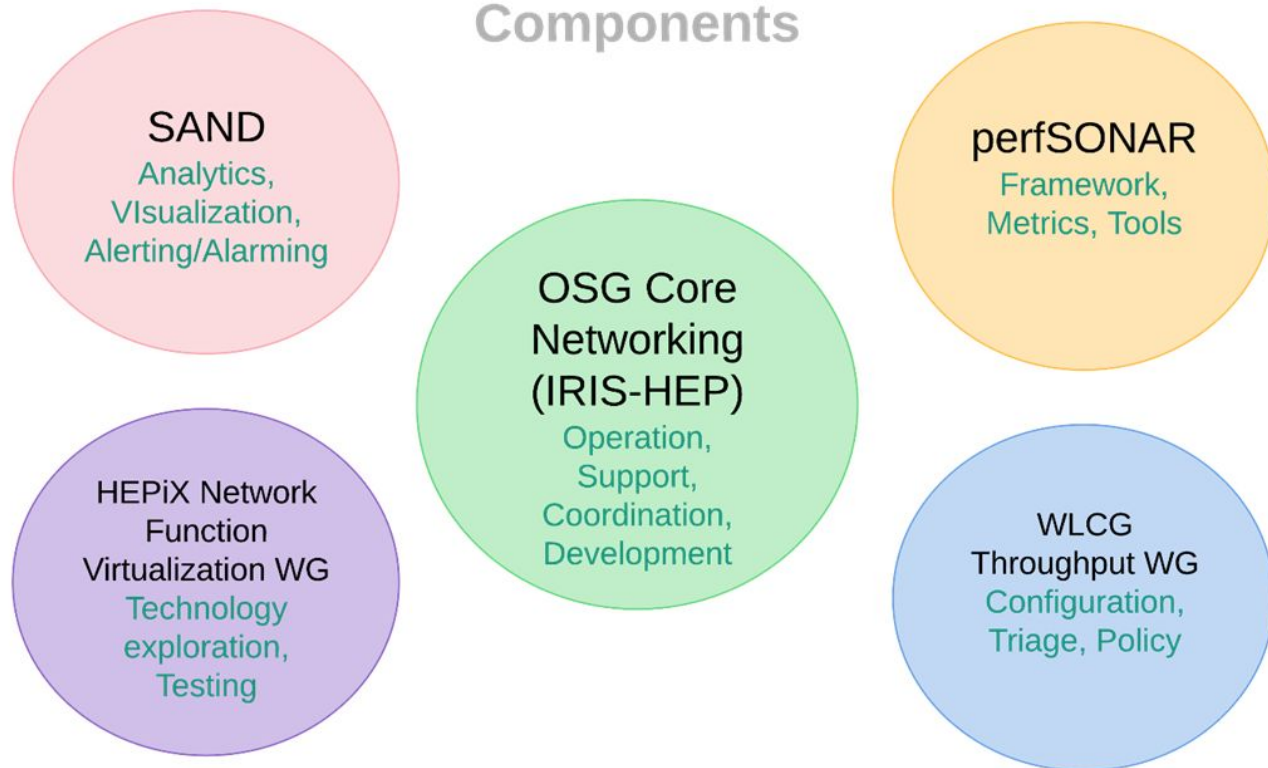 Components
SAND
Analytics,
VIsualization,
Alerting/Alarming
perfSONAR
Framework,
Metrics, Tools
OSG Core
Networking
(IRIS-HEP)
Operation,
Support,
Coordination,
Development
HEPiX Network
Function
Virtualization WG
Technology
exploration,
Testing
WLCG
Throughput WG
Configuration,
Triage, Policy